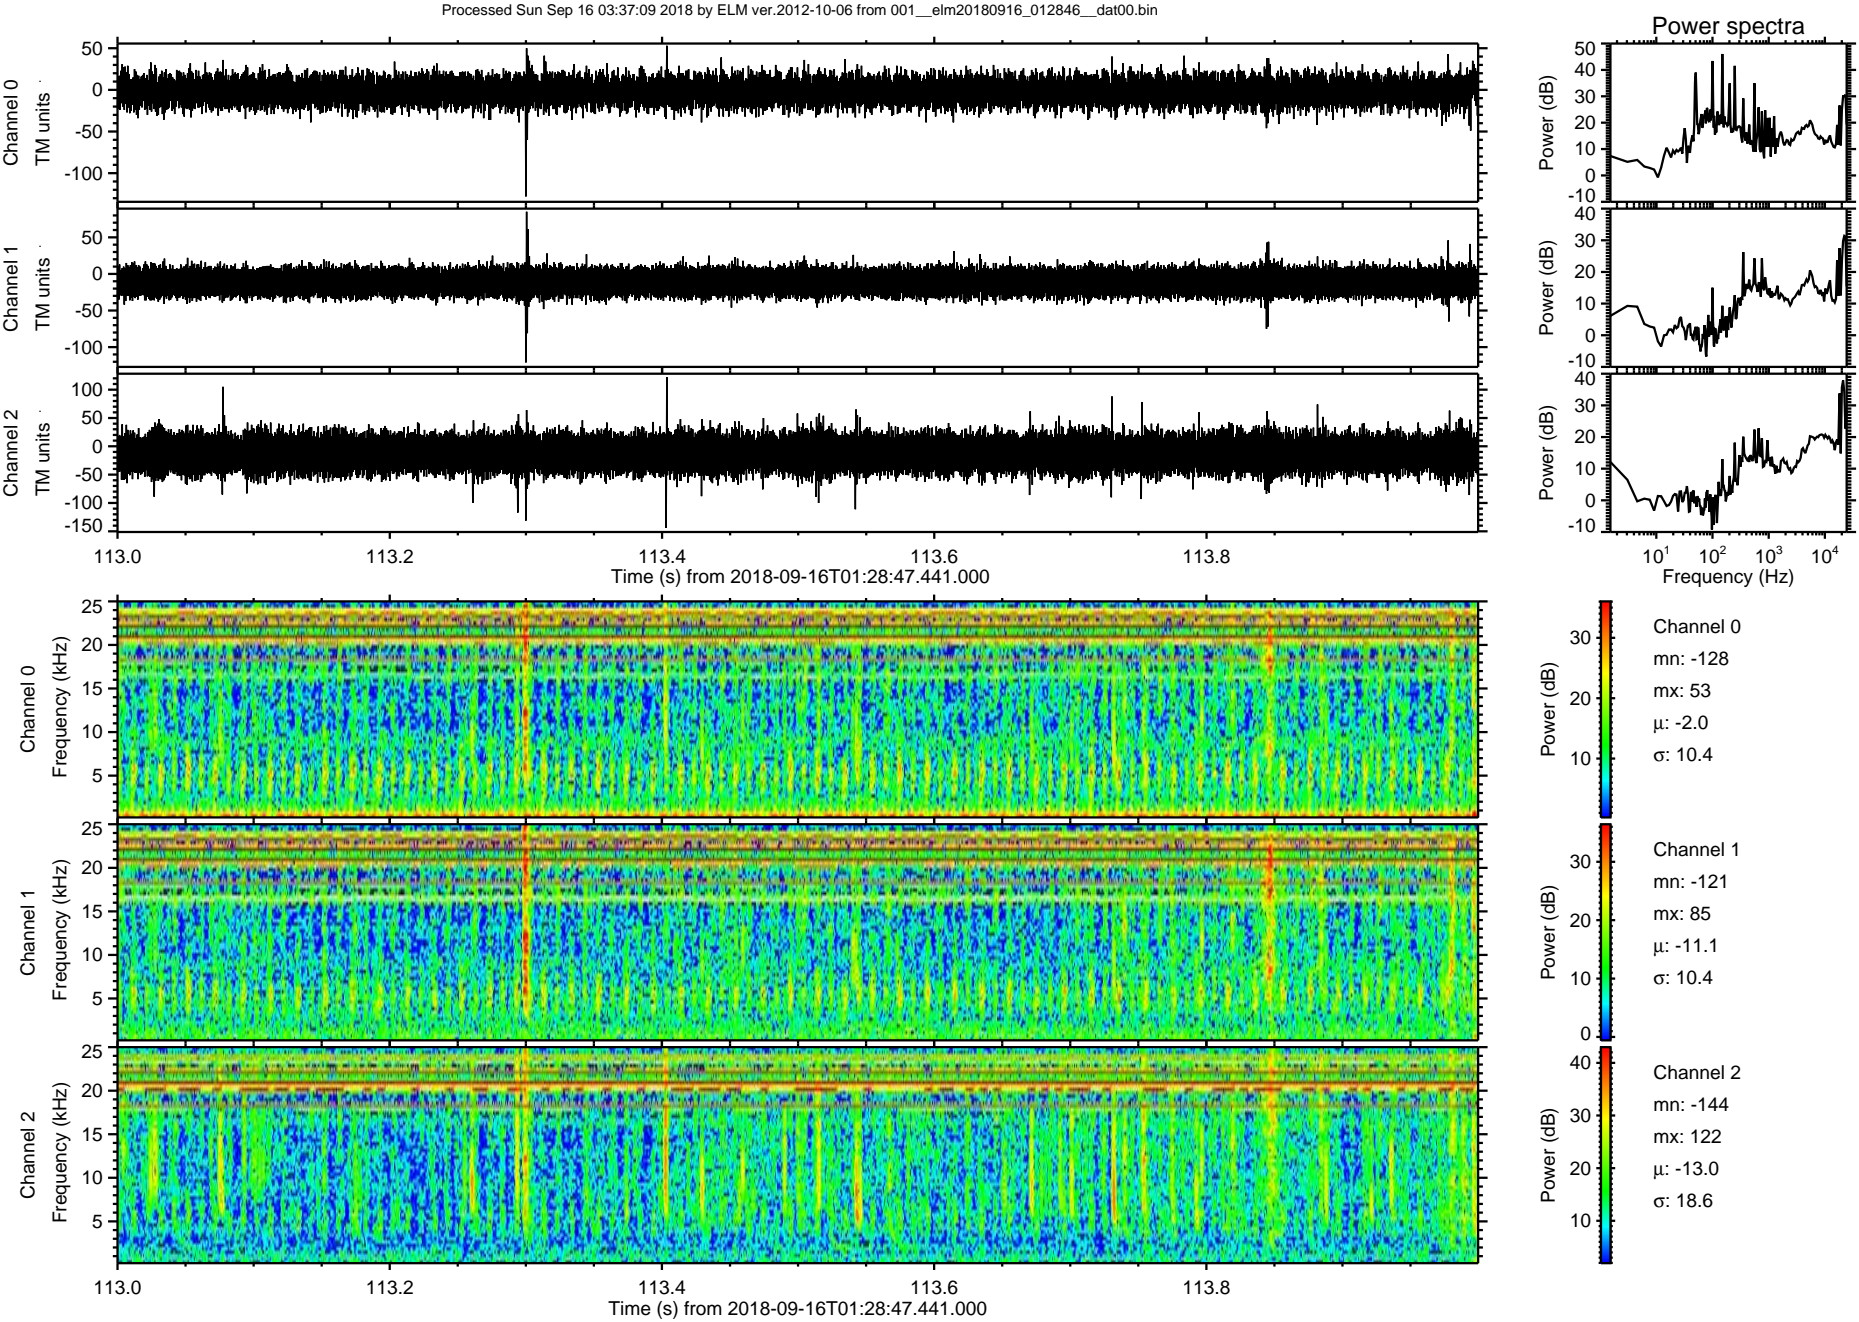 Processed Sun Sep 16 03:37:09 2018 by ELM ver.2012-10-06 from 001__elm20180916_012846__dat00.bin
Power spectra
Channel 0
TM units
50
0
-50
-100
Power (dB)
50
40
30
20
10
0
-10
Channel 1
TM units
50
0
-50
-100
Power (dB)
40
30
20
10
0
-10
Channel 2
TM units
100
50
0
-50
-100
-150
Power (dB)
40
30
20
10
0
-10
113.0 113.2 113.4 113.6 113.8
Time (s) from 2018-09-16T01:28:47.441.000
10¹ 10² 10³ 10⁴
Frequency (Hz)
Channel 0
Frequency (kHz)
25
20
15
10
5
Power (dB)
30
20
10
Channel 0
mn: -128
mx: 53
μ: -2.0
σ: 10.4
Channel 1
Frequency (kHz)
25
20
15
10
5
Power (dB)
30
20
10
0
Channel 1
mn: -121
mx: 85
μ: -11.1
σ: 10.4
Channel 2
Frequency (kHz)
25
20
15
10
5
Power (dB)
40
30
20
10
Channel 2
mn: -144
mx: 122
μ: -13.0
σ: 18.6
113.0 113.2 113.4 113.6 113.8
Time (s) from 2018-09-16T01:28:47.441.000